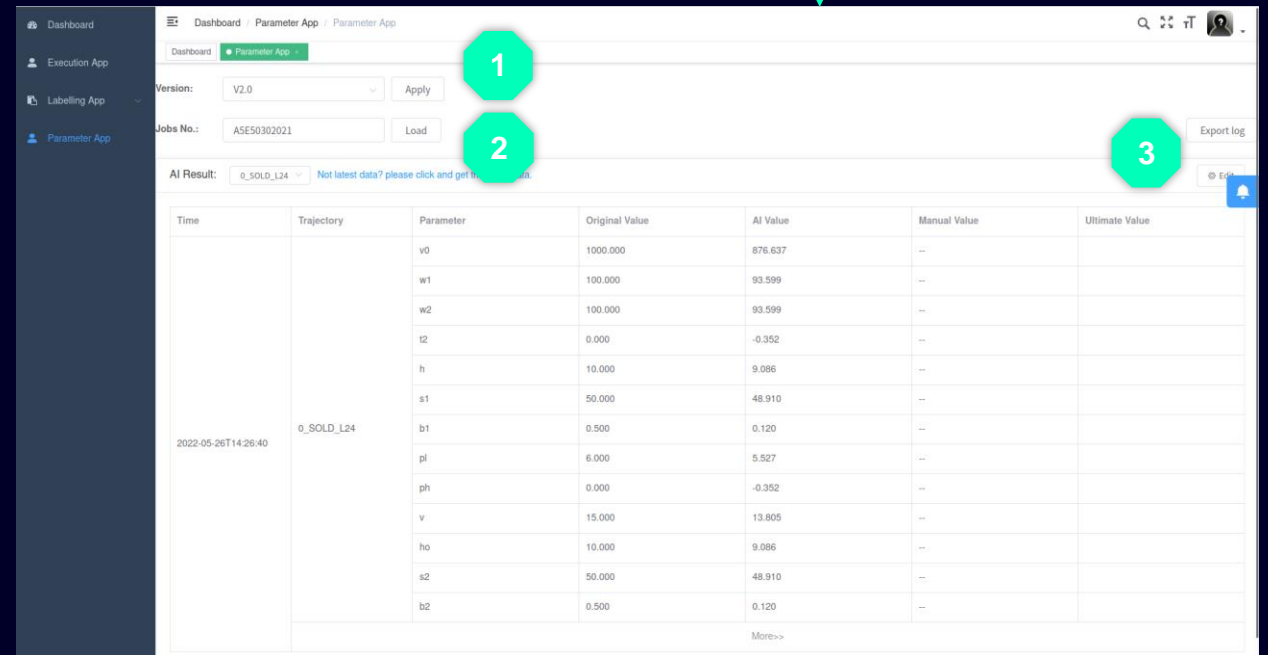 Dashboard
Execution App
Labelling App
Parameter App
Dashboard / Parameter App / Parameter App
Dashboard
Parameter App ×
1
Version: V2.0 Apply
Jobs No.: A5E50302021 Load
2
3
Export log
AI Result: 0_SOLD_L24 Not latest data? please click and get
Edit
Time Trajectory Parameter Original Value AI Value Manual Value Ultimate Value
2022-05-26T14:26:40 0_SOLD_L24
v0 1000.000 876.637 --
w1 100.000 93.599 --
w2 100.000 93.599 --
t2 0.000 -0.352 --
h 10.000 9.086 --
s1 50.000 48.910 --
b1 0.500 0.120 --
pl 6.000 5.527 --
ph 0.000 -0.352 --
v 15.000 13.805 --
ho 10.000 9.086 --
s2 50.000 48.910 --
b2 0.500 0.120 --
More>>